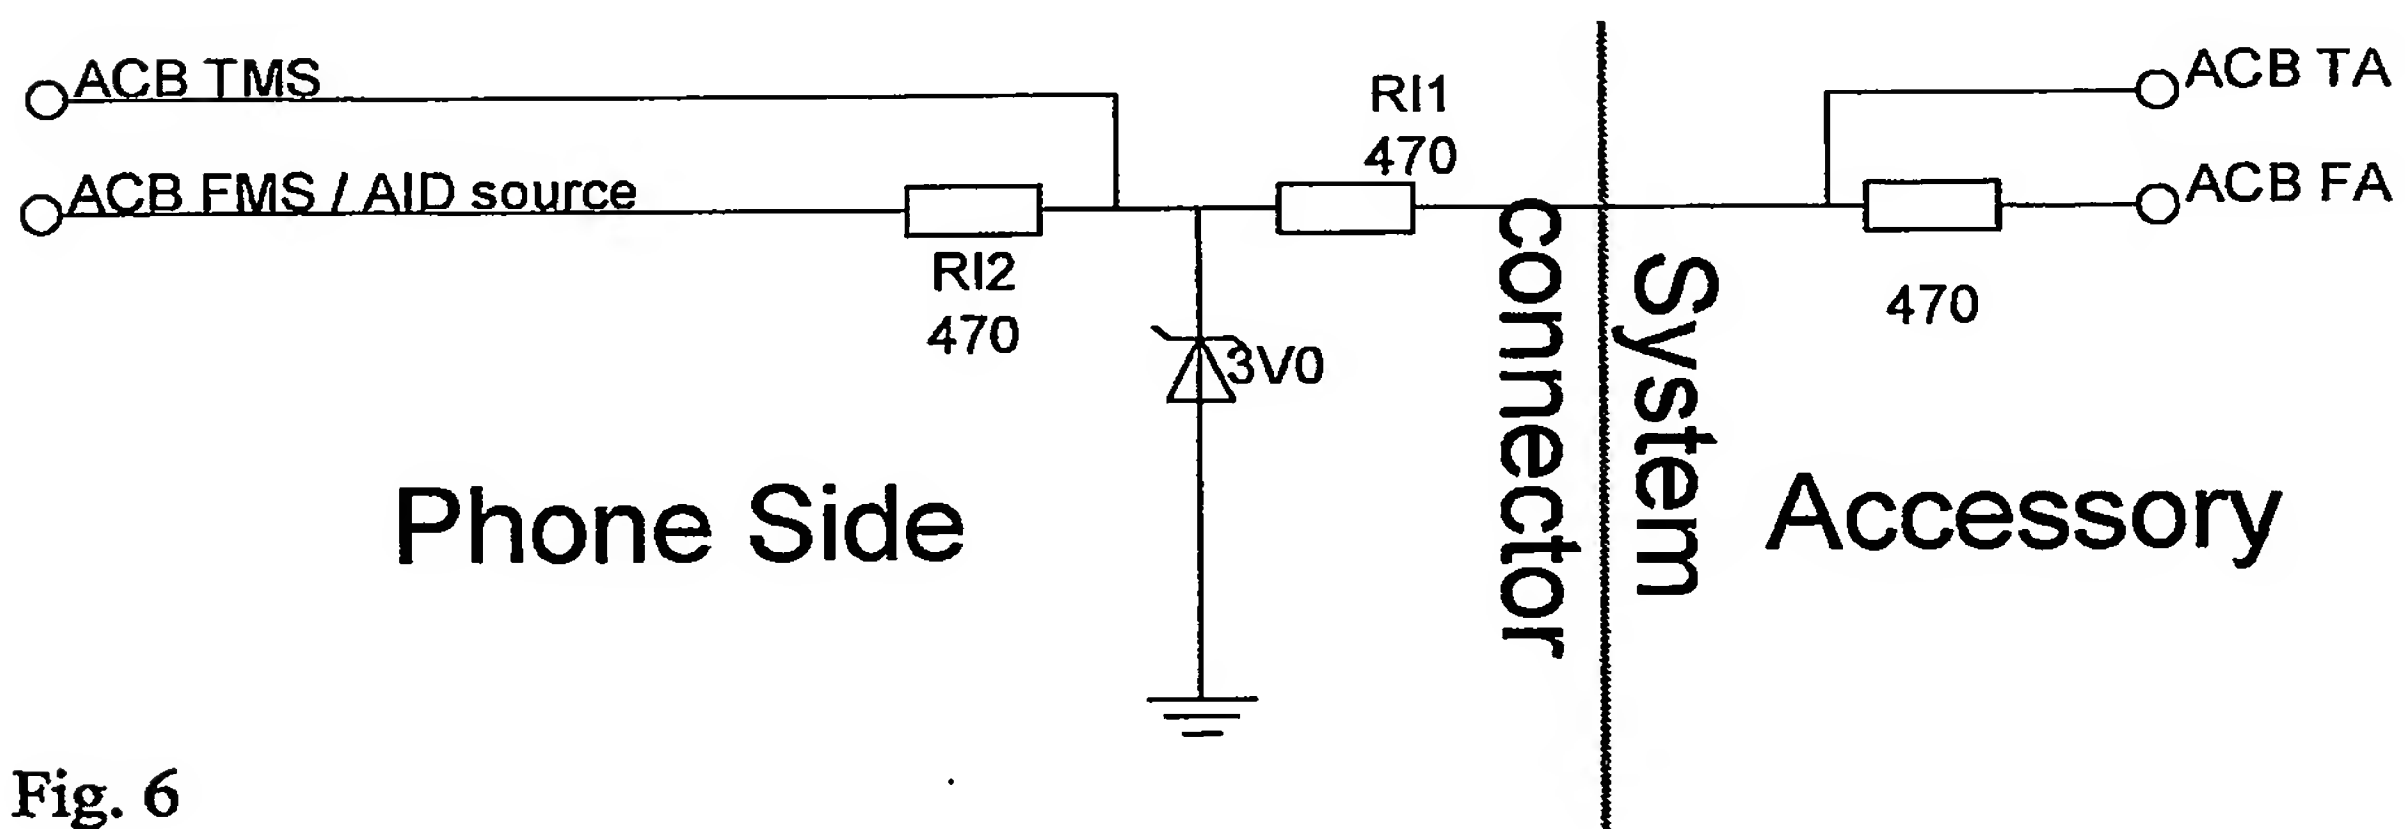 ACB TMS
ACB FMS / AID source
RI2
470
3V0
RI1
470
connector
System
ACB TA
ACB FA
470
Phone Side
Accessory
Fig. 6